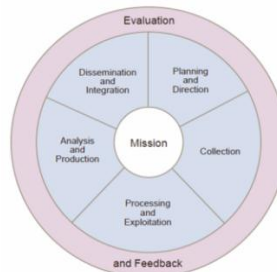 Evaluation
Dissemination
and
Integration
Planning
and
Direction
Analysis
and
Production
Mission
Collection
Processing
and
Exploitation
and Feedback